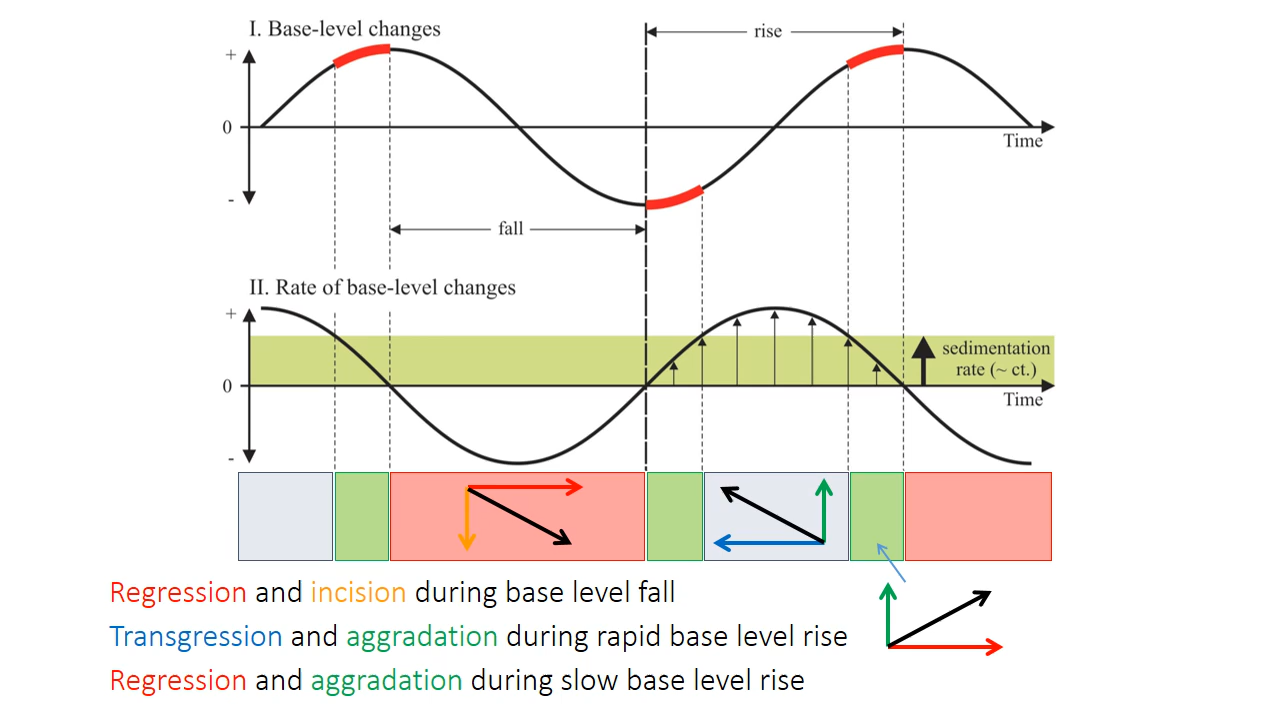 I. Base-level changes
rise
+
0
Time
-
fall
II. Rate of base-level changes
+
sedimentation
rate (~ ct.)
0
Time
-
Regression and incision during base level fall
Transgression and aggradation during rapid base level rise
Regression and aggradation during slow base level rise